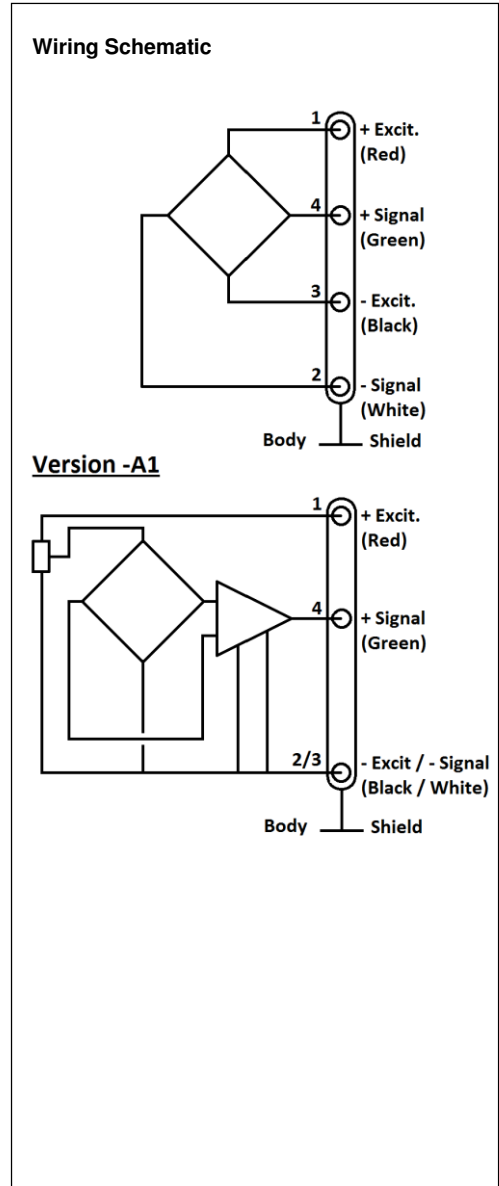 Wiring Schematic
1
+ Excit.
(Red)
4
+ Signal
(Green)
3
- Excit.
(Black)
2
- Signal
(White)
Body
Shield
Version -A1
1
+ Excit.
(Red)
4
+ Signal
(Green)
2/3
- Excit / - Signal
(Black / White)
Body
Shield